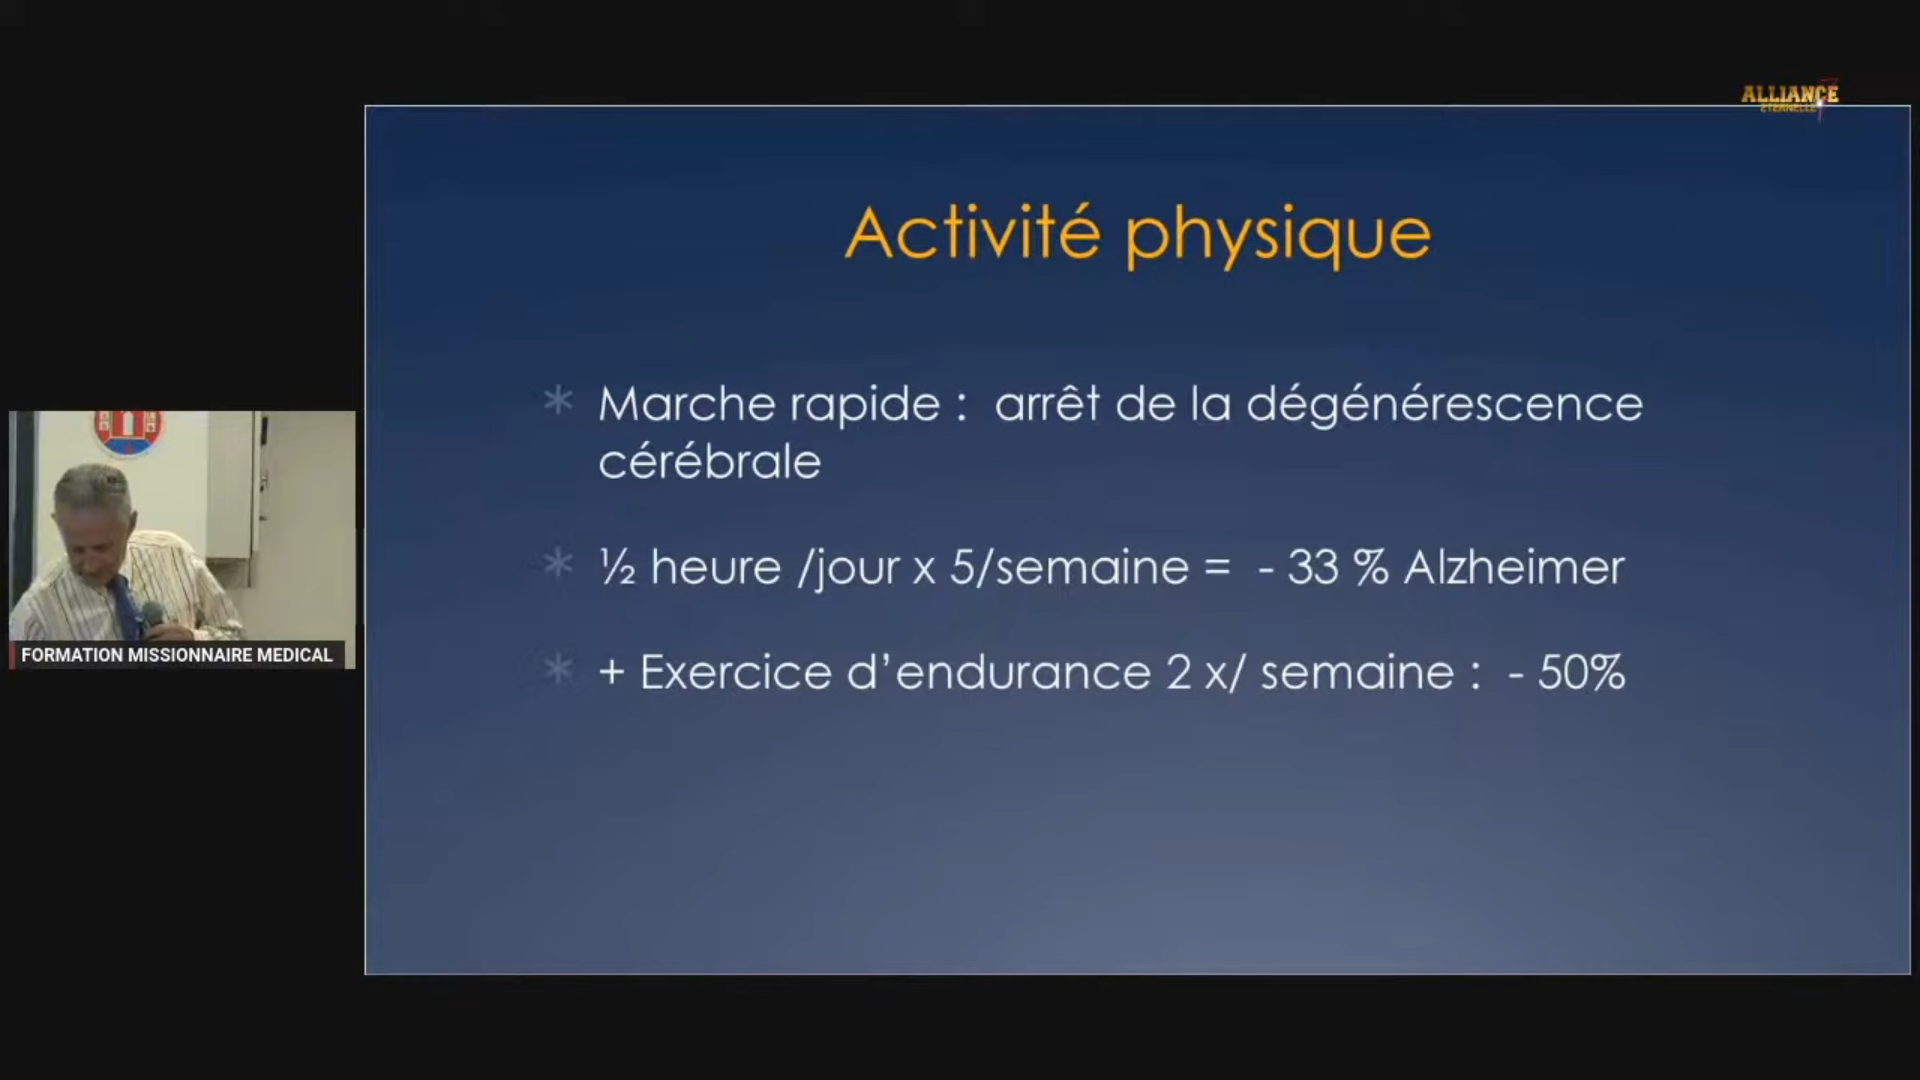 ALLIANCE
ETERNELLE
Activité physique
* Marche rapide : arrêt de la dégénérescence
cérébrale
* ½ heure /jour x 5/semaine = - 33 % Alzheimer
* + Exercice d’endurance 2 x/ semaine : - 50%
FORMATION MISSIONNAIRE MEDICAL